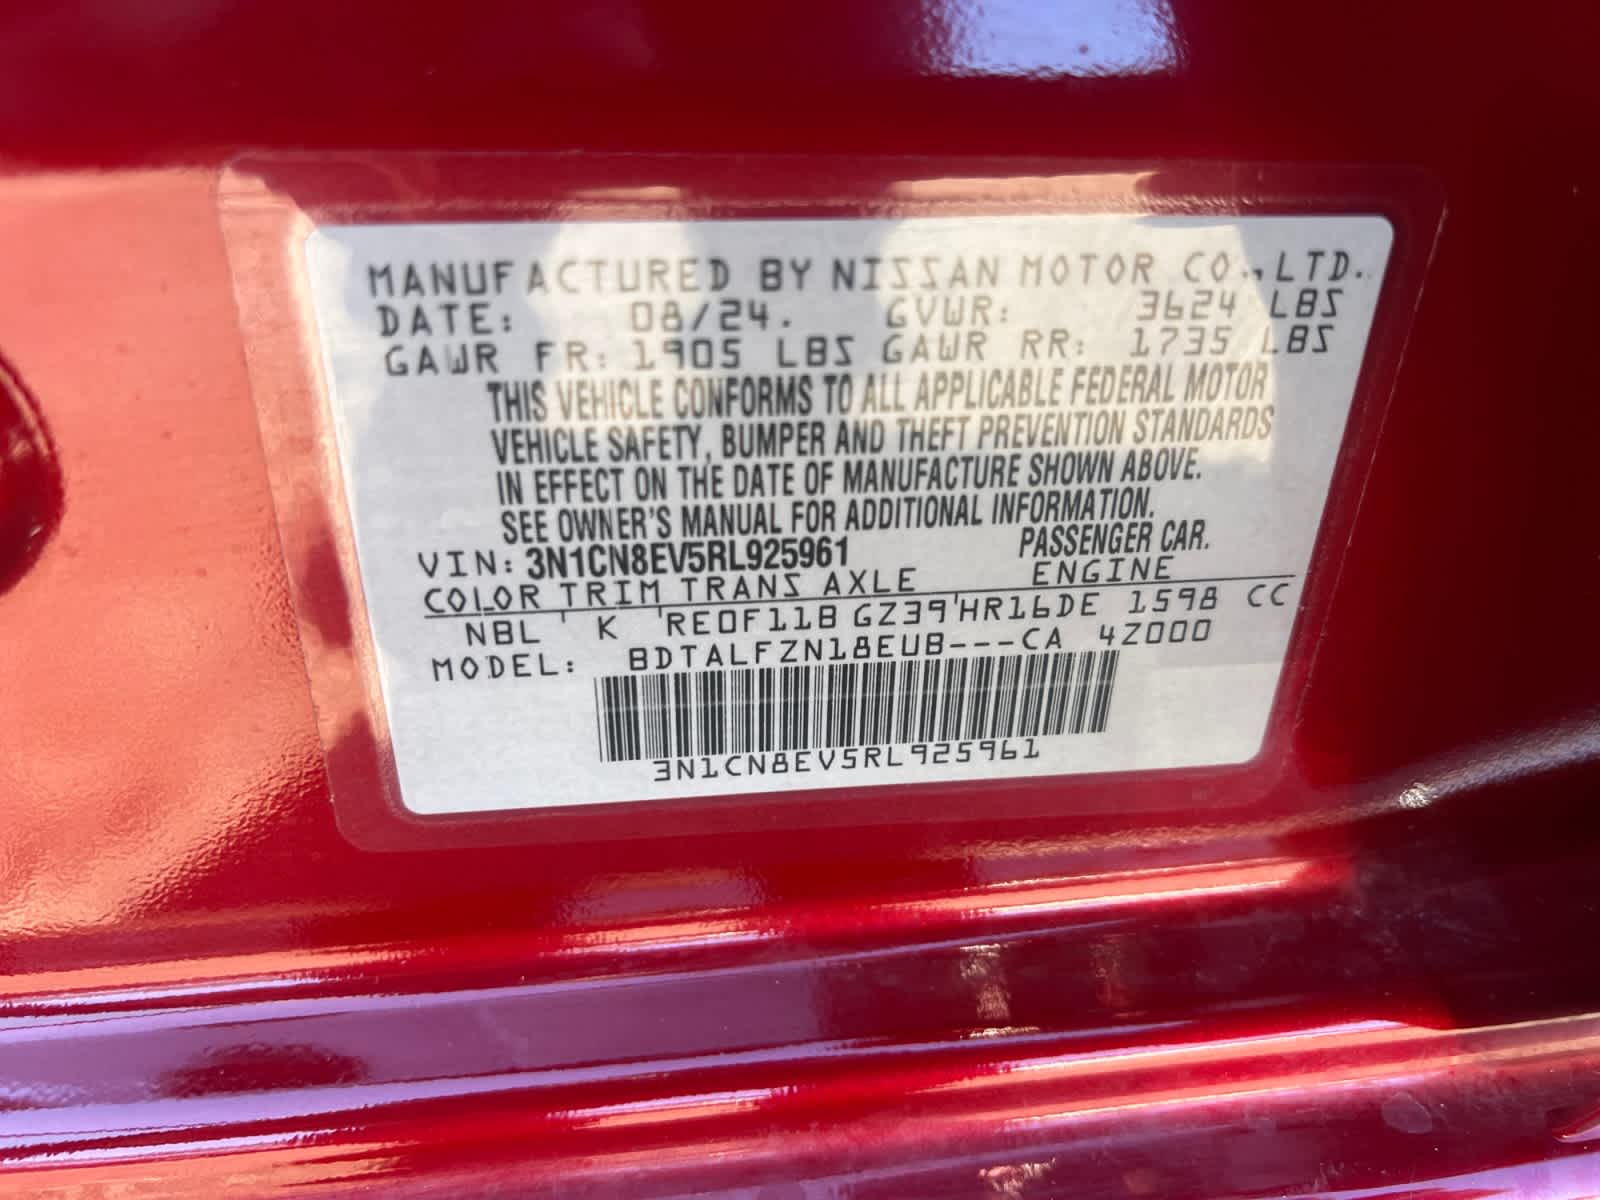 MANUFACTURED BY NISSAN MOTOR CO.,LTD.
DATE: 08/24. GVWR: 3624 LBS
GAWR FR: 1905 LBS GAWR RR: 1735 LBS
THIS VEHICLE CONFORMS TO ALL APPLICABLE FEDERAL MOTOR
VEHICLE SAFETY, BUMPER AND THEFT PREVENTION STANDARDS
IN EFFECT ON THE DATE OF MANUFACTURE SHOWN ABOVE.
SEE OWNER'S MANUAL FOR ADDITIONAL INFORMATION.
VIN: 3N1CN8EV5RL925961 PASSENGER CAR.
COLOR TRIM TRANS AXLE ENGINE
NBL ' K 'RE0F11B GZ39'HR16DE 1598 CC
MODEL: BDTALFZN18EUB---CA 4Z000
3N1CN8EV5RL925961